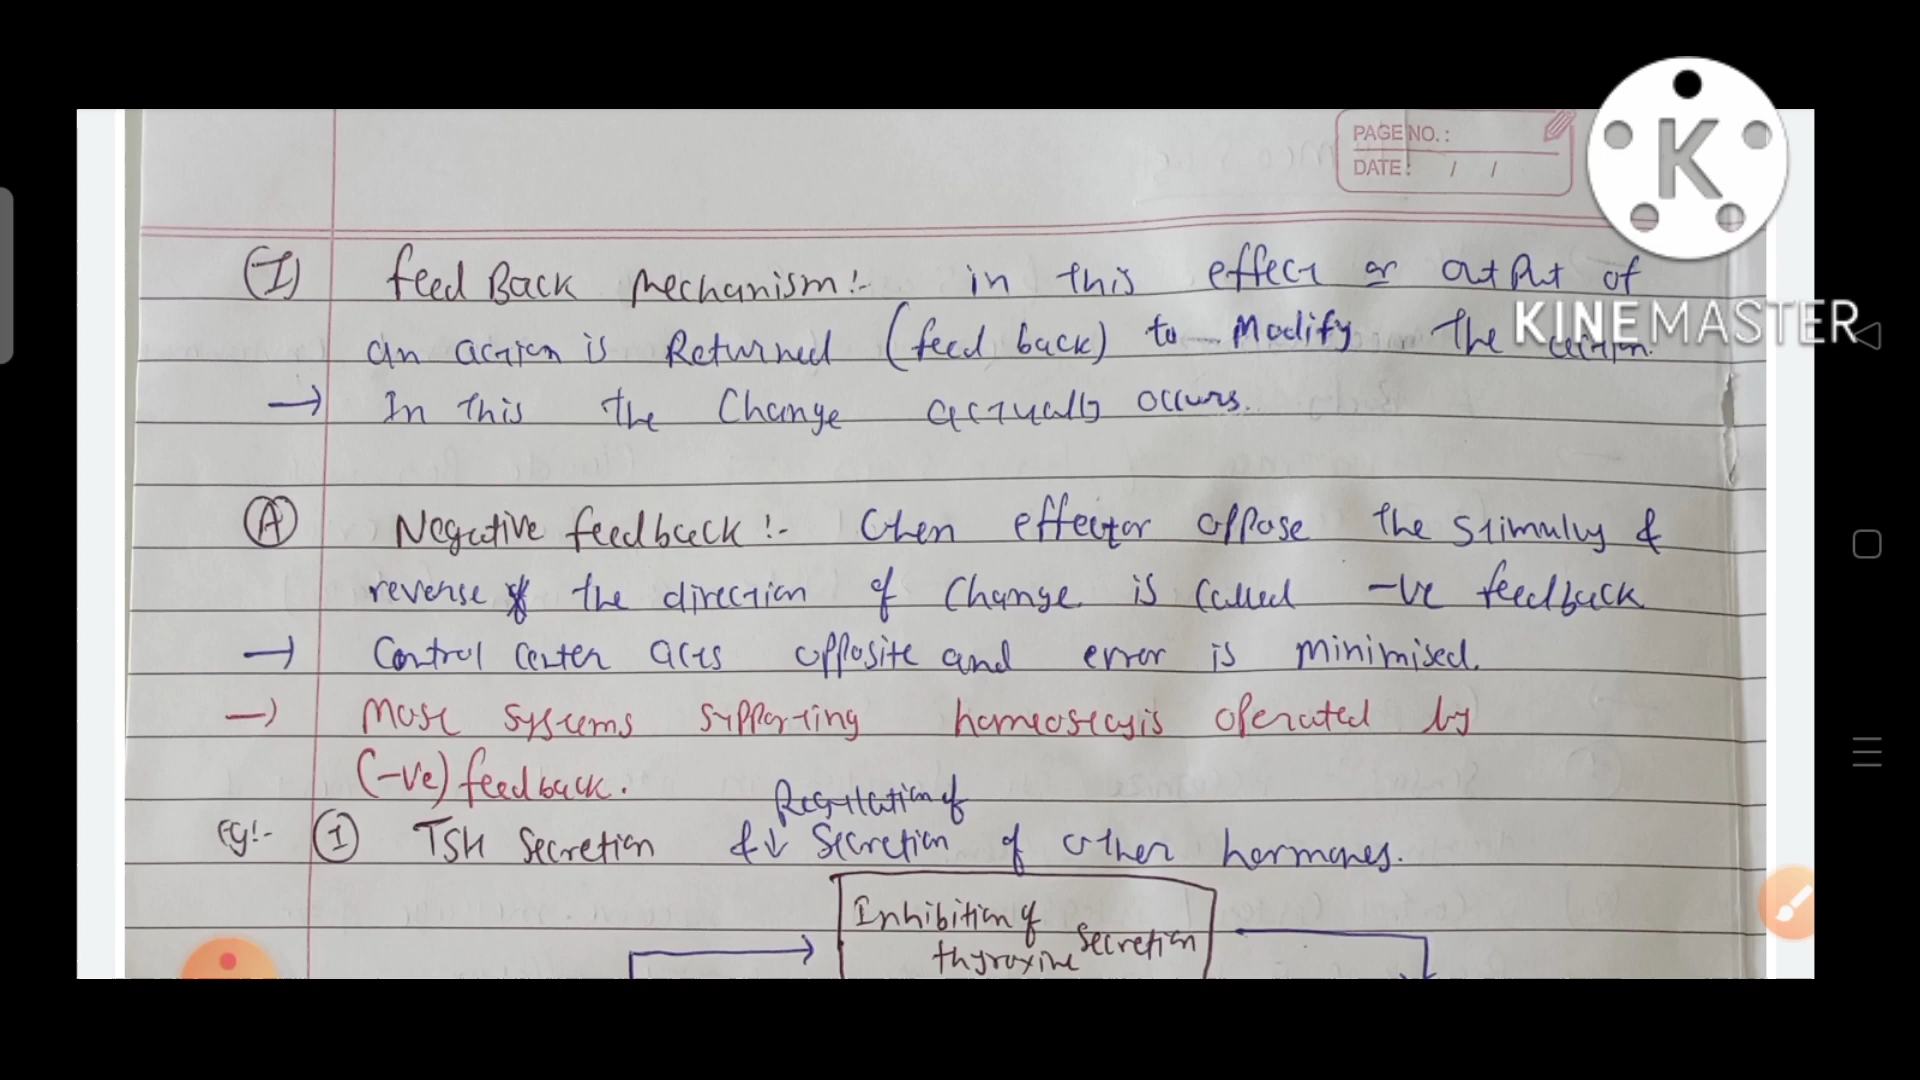 PAGE NO.:
DATE: / /
K
KINEMASTER
(I) feed Back Mechanism:- in this effect or out Put of
an action is Returned (feed back) to Modify the action.
→ In this the Change actually occurs.
(A) Negative feedback :- when effector oppose the stimulus &
reverse the direction of change is called -ve feedback
→ Control center acts opposite and error is minimised.
→ Most systems supporting homeostasis operated by
(-ve) feedback.
Regulation of
Eg:- (1) TSH Secretion &↓ Secretion of other hormones.
Inhibition of
thyroxine Secretion